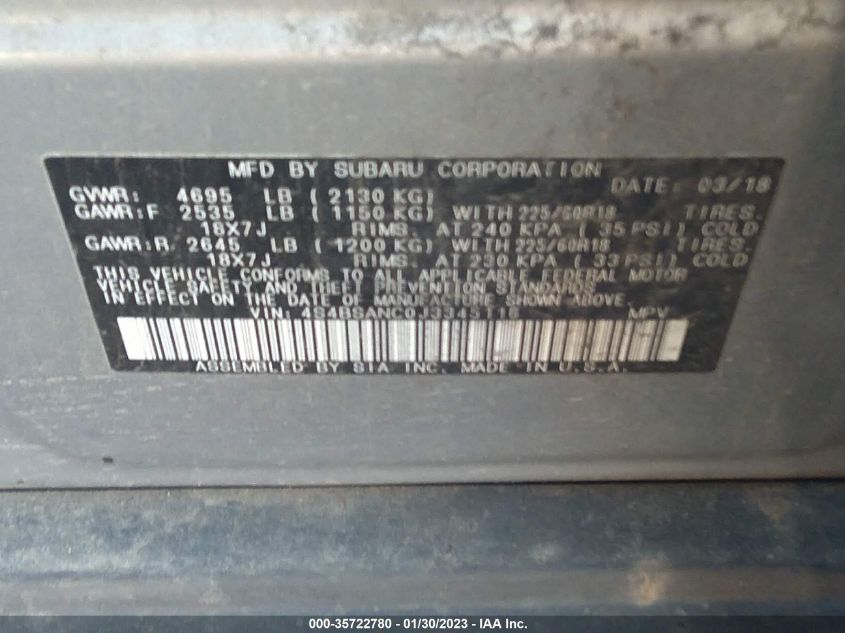 MFD BY SUBARU CORPORATION
DATE: 03/18
GVWR: 4695 LB ( 2130 KG)
GAWR:F 2535 LB ( 1150 KG) WITH 225/60R18 TIRES.
18X7J RIMS. AT 240 KPA ( 35 PSI) COLD
GAWR:R 2645 LB ( 1200 KG) WITH 225/60R18 TIRES.
18X7J RIMS. AT 230 KPA ( 33 PSI) COLD
THIS VEHICLE CONFORMS TO ALL APPLICABLE FEDERAL MOTOR
VEHICLE SAFETY AND THEFT PREVENTION STANDARDS
IN EFFECT ON THE DATE OF MANUFACTURE SHOWN ABOVE.
VIN: 4S4BSANC0J3345116 MPV
ASSEMBLED BY SIA INC. MADE IN U.S.A.
000-35722780 - 01/30/2023 - IAA Inc.